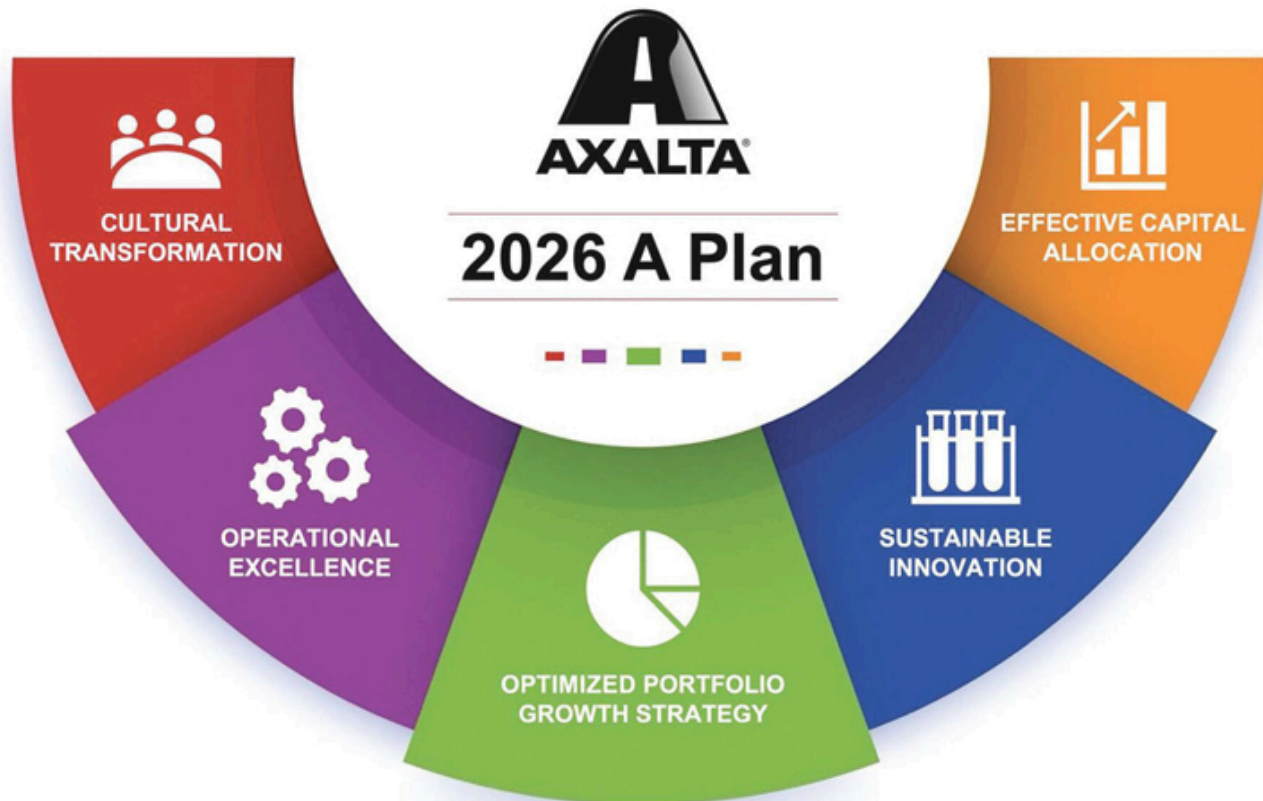 AXALTA®
2026 A Plan
CULTURAL
TRANSFORMATION
OPERATIONAL
EXCELLENCE
OPTIMIZED PORTFOLIO
GROWTH STRATEGY
SUSTAINABLE
INNOVATION
EFFECTIVE CAPITAL
ALLOCATION